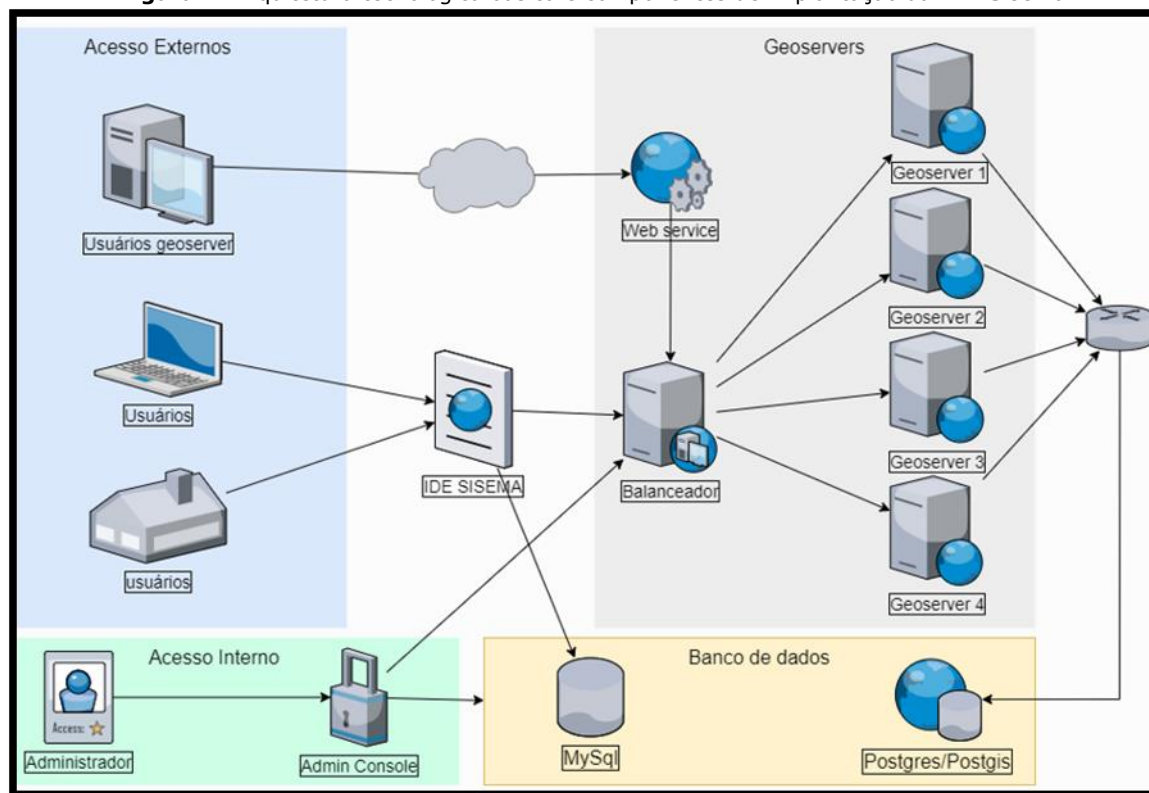 Acesso Externos
Geoservers
Geoserver 1
Usuários geoserver
Web service
Geoserver 2
Usuários
Geoserver 3
IDE SISEMA
Balanceador
usuários
Geoserver 4
Acesso Interno
Banco de dados
Access:
Administrador
Admin Console
MySql
Postgres/Postgis